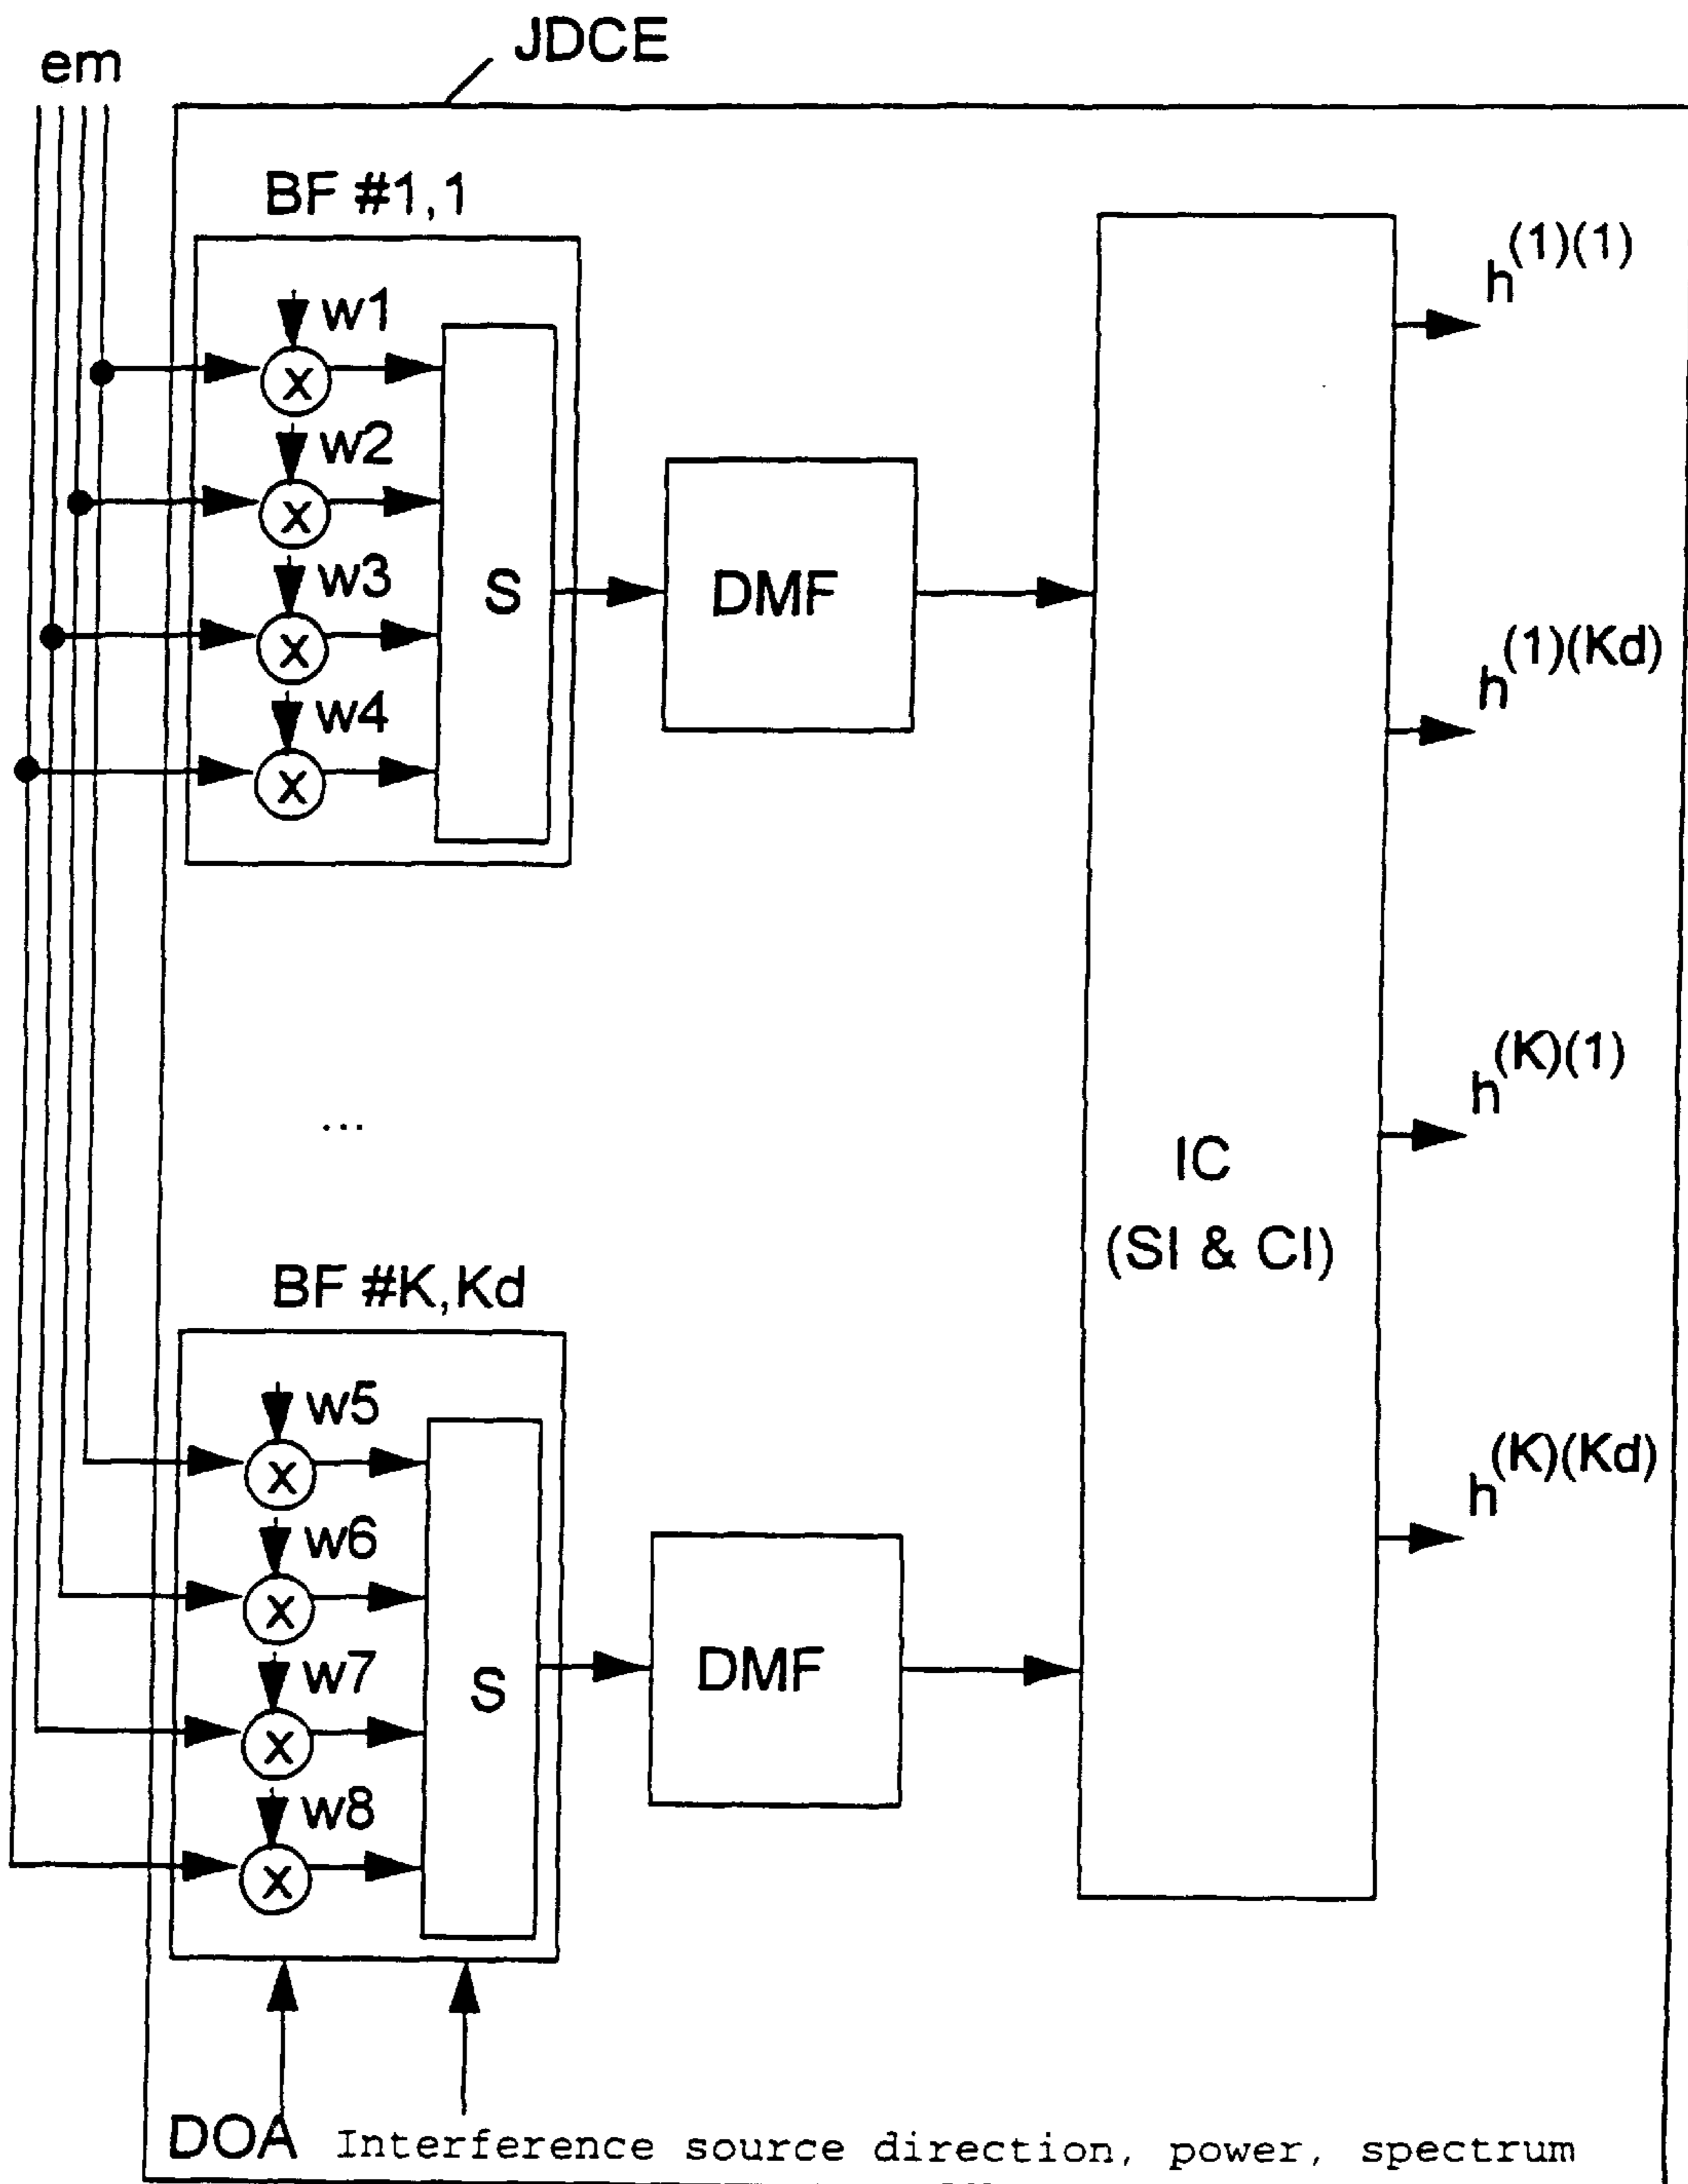 JDCE
em
BF #1,1
w1
x
w2
x
w3
x
w4
x
S
DMF
h(1)(1)
h(1)(Kd)
h(K)(1)
h(K)(Kd)
IC
(SI & CI)
...
BF #K,Kd
w5
x
w6
x
w7
x
w8
x
S
DMF
DOA Interference source direction, power, spectrum